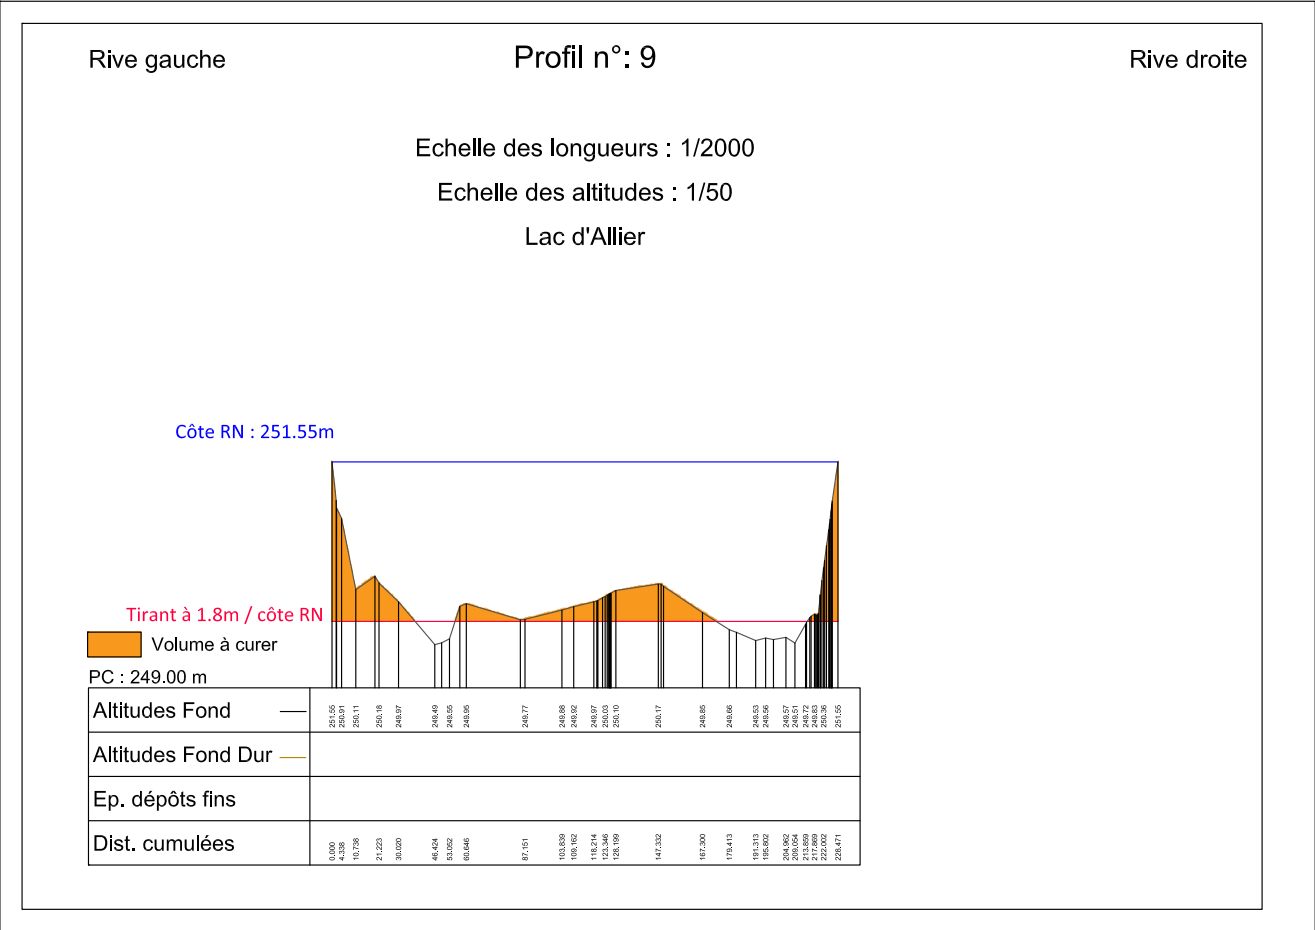 Rive gauche
Profil n°: 9
Rive droite
Echelle des longueurs : 1/2000
Echelle des altitudes : 1/50
Lac d'Allier
Côte RN : 251.55m
Tirant à 1.8m / côte RN
Volume à curer
PC : 249.00 m
Altitudes Fond
251.55 250.91 250.11 250.18 249.97 249.49 249.55 249.95 249.77 249.88 249.92 249.97 250.03 250.10 250.17 249.85 249.66 249.53 249.56 249.57 249.51 249.72 249.83 250.36 251.55
Altitudes Fond Dur
Ep. dépôts fins
Dist. cumulées
0.000 4.338 10.738 21.223 30.020 46.424 53.052 60.646 87.151 103.839 109.162 118.214 123.346 128.199 147.332 167.300 179.413 191.313 195.802 204.962 209.054 213.859 217.869 222.002 228.471